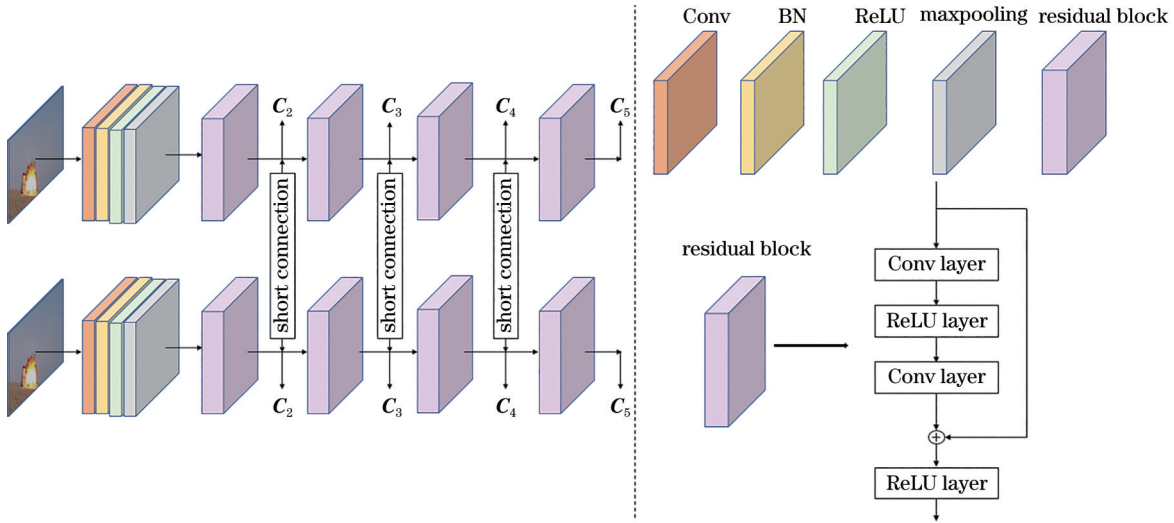 C2
C3
C4
C5
short connection
short connection
short connection
C2
C3
C4
C5
Conv
BN
ReLU
maxpooling
residual block
residual block
Conv layer
ReLU layer
Conv layer
+
ReLU layer